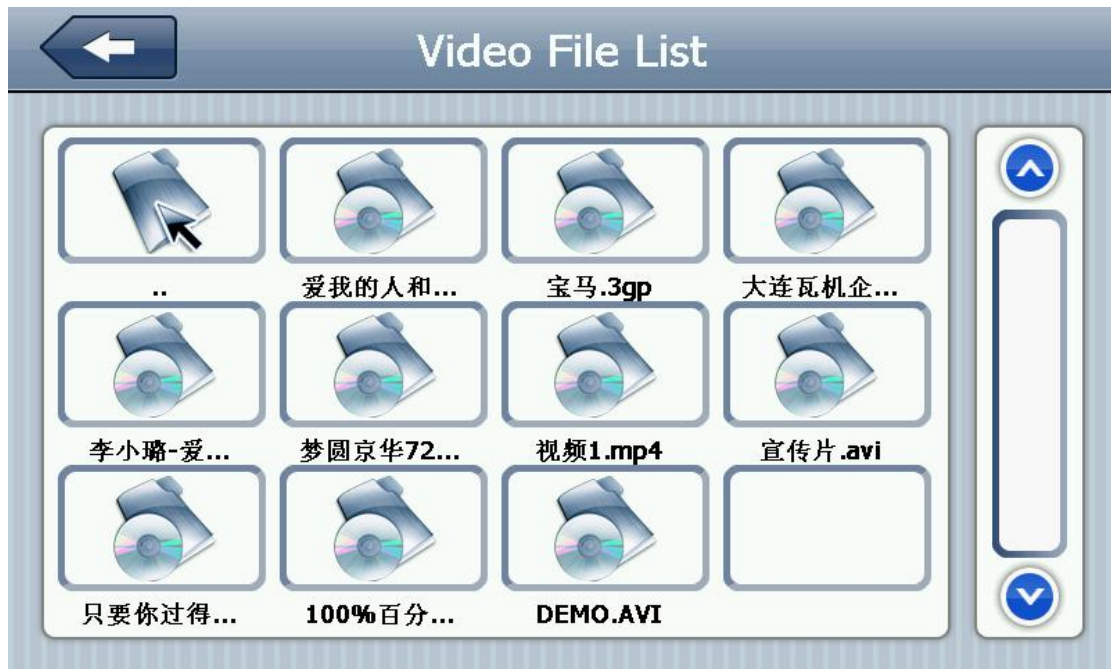 Video File List
..
爱我的人和...
宝马.3gp
大连瓦机企...
李小璐-爱...
梦圆京华72...
视频1.mp4
宣传片.avi
只要你过得...
100%百分...
DEMO.AVI